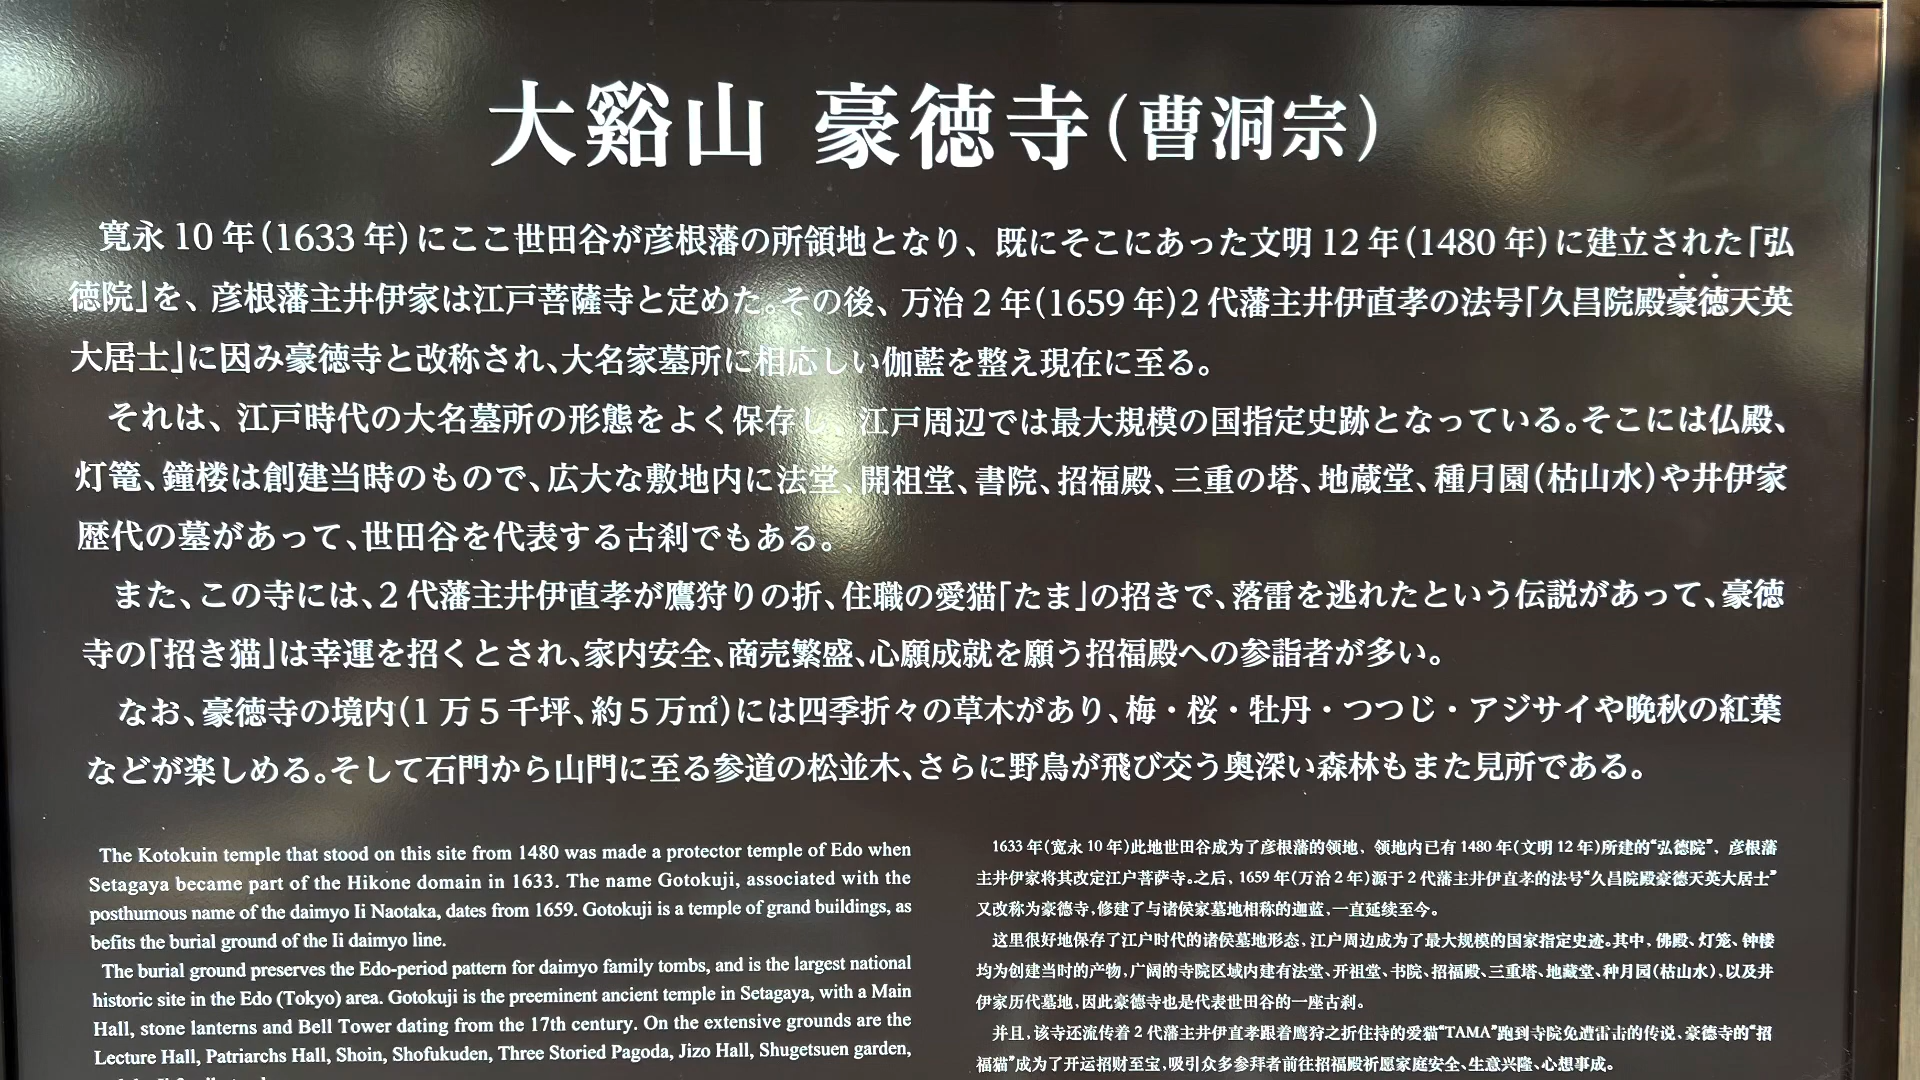 大谿山 豪徳寺(曹洞宗)
寛永10年(1633年)にここ世田谷が彦根藩の所領地となり、既にそこにあった文明12年(1480年)に建立された「弘
徳院」を、彦根藩主井伊家は江戸菩薩寺と定めた。その後、万治2年(1659年)2代藩主井伊直孝の法号「久昌院殿豪徳天英
大居士」に因み豪徳寺と改称され、大名家墓所に相応しい伽藍を整え現在に至る。
それは、江戸時代の大名墓所の形態をよく保存し、江戸周辺では最大規模の国指定史跡となっている。そこには仏殿、
灯篭、鐘楼は創建当時のもので、広大な敷地内に法堂、開祖堂、書院、招福殿、三重の塔、地蔵堂、種月園(枯山水)や井伊家
歴代の墓があって、世田谷を代表する古刹でもある。
また、この寺には、2代藩主井伊直孝が鷹狩りの折、住職の愛猫「たま」の招きで、落雷を逃れたという伝説があって、豪徳
寺の「招き猫」は幸運を招くとされ、家内安全、商売繁盛、心願成就を願う招福殿への参詣者が多い。
なお、豪徳寺の境内(1万5千坪、約5万㎡)には四季折々の草木があり、梅・桜・牡丹・つつじ・アジサイや晩秋の紅葉
などが楽しめる。そして石門から山門に至る参道の松並木、さらに野鳥が飛び交う奥深い森林もまた見所である。
The Kotokuin temple that stood on this site from 1480 was made a protector temple of Edo when
Setagaya became part of the Hikone domain in 1633. The name Gotokuji, associated with the
posthumous name of the daimyo Ii Naotaka, dates from 1659. Gotokuji is a temple of grand buildings, as
befits the burial ground of the Ii daimyo line.
The burial ground preserves the Edo-period pattern for daimyo family tombs, and is the largest national
historic site in the Edo (Tokyo) area. Gotokuji is the preeminent ancient temple in Setagaya, with a Main
Hall, stone lanterns and Bell Tower dating from the 17th century. On the extensive grounds are the
Lecture Hall, Patriarchs Hall, Shoin, Shofukuden, Three Storied Pagoda, Jizo Hall, Shugetsuen garden,
1633年(宽永10年)此地世田谷成为了彦根藩的领地，领地内已有1480年(文明12年)所建的“弘德院”，彦根藩
主井伊家将其改定江户菩萨寺。之后，1659年(万治2年)源于2代藩主井伊直孝的法号“久昌院殿豪德天英大居士”
又改称为豪德寺，修建了与诸侯家墓地相称的迦蓝，一直延续至今。
这里很好地保存了江户时代的诸侯墓地形态，江户周边成为了最大规模的国家指定史迹。其中，佛殿、灯笼、钟楼
均为创建当时的产物，广阔的寺院区域内建有法堂、开祖堂、书院、招福殿、三重塔、地藏堂、种月园(枯山水)，以及井
伊家历代墓地，因此豪德寺也是代表世田谷的一座古刹。
并且，该寺还流传着2代藩主井伊直孝跟着鹰狩之折住持的爱猫“TAMA”跑到寺院免遭雷击的传说，豪德寺的“招
福猫”成为了开运招财至宝，吸引众多参拜者前往招福殿祈愿家庭安全、生意兴隆、心想事成。